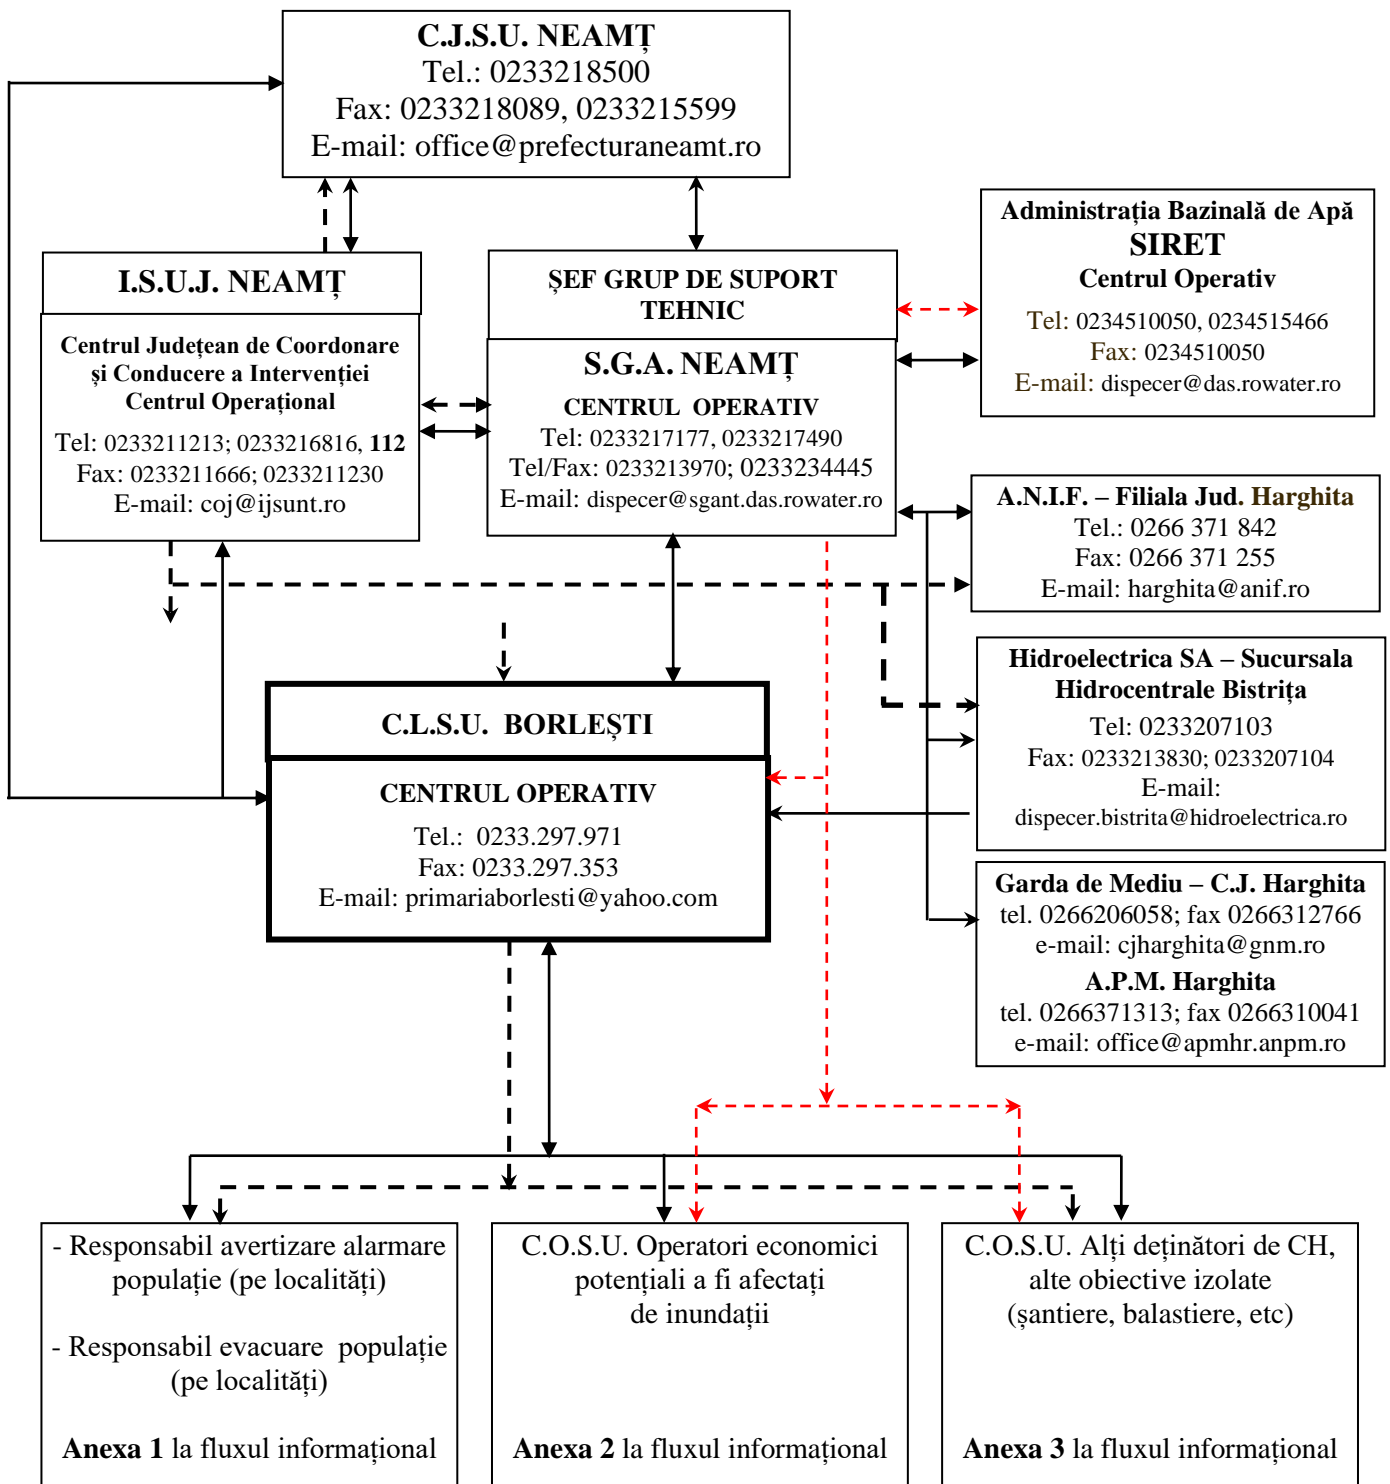 C.J.S.U. NEAMȚ
Tel.: 0233218500
Fax: 0233218089, 0233215599
E-mail: office@prefecturaneamt.ro
Administrația Bazinală de Apă
SIRET
Centrul Operativ
Tel: 0234510050, 0234515466
Fax: 0234510050
E-mail: dispecer@das.rowater.ro
I.S.U.J. NEAMȚ
Centrul Județean de Coordonare
și Conducere a Intervenției
Centrul Operațional
Tel: 0233211213; 0233216816, 112
Fax: 0233211666; 0233211230
E-mail: coj@ijsunt.ro
ȘEF GRUP DE SUPORT
TEHNIC
S.G.A. NEAMȚ
CENTRUL OPERATIV
Tel: 0233217177, 0233217490
Tel/Fax: 0233213970; 0233234445
E-mail: dispecer@sgant.das.rowater.ro
A.N.I.F. – Filiala Jud. Harghita
Tel.: 0266 371 842
Fax: 0266 371 255
E-mail: harghita@anif.ro
Hidroelectrica SA – Sucursala
Hidrocentrale Bistrița
Tel: 0233207103
Fax: 0233213830; 0233207104
E-mail:
dispecer.bistrita@hidroelectrica.ro
C.L.S.U. BORLEȘTI
CENTRUL OPERATIV
Tel.: 0233.297.971
Fax: 0233.297.353
E-mail: primariaborlesti@yahoo.com
Garda de Mediu – C.J. Harghita
tel. 0266206058; fax 0266312766
e-mail: cjharghita@gnm.ro
A.P.M. Harghita
tel. 0266371313; fax 0266310041
e-mail: office@apmhr.anpm.ro
- Responsabil avertizare alarmare
populație (pe localități)
- Responsabil evacuare populație
(pe localități)
Anexa 1 la fluxul informațional
C.O.S.U. Operatori economici
potențiali a fi afectați
de inundații
Anexa 2 la fluxul informațional
C.O.S.U. Alți deținători de CH,
alte obiective izolate
(șantiere, balastiere, etc)
Anexa 3 la fluxul informațional